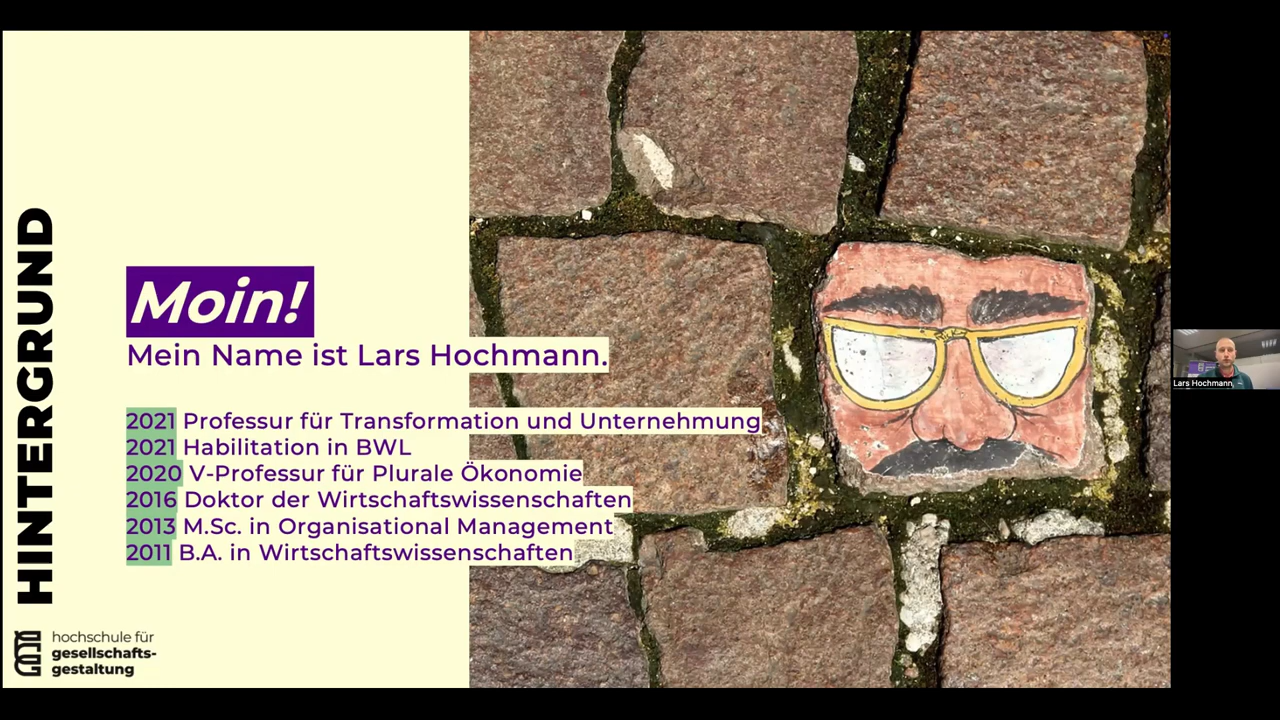 HINTERGRUND
Moin!
Mein Name ist Lars Hochmann.
2021 Professur für Transformation und Unternehmung
2021 Habilitation in BWL
2020 V-Professur für Plurale Ökonomie
2016 Doktor der Wirtschaftswissenschaften
2013 M.Sc. in Organisational Management
2011 B.A. in Wirtschaftswissenschaften
hochschule für
gesellschafts-
gestaltung
Lars Hochmann,